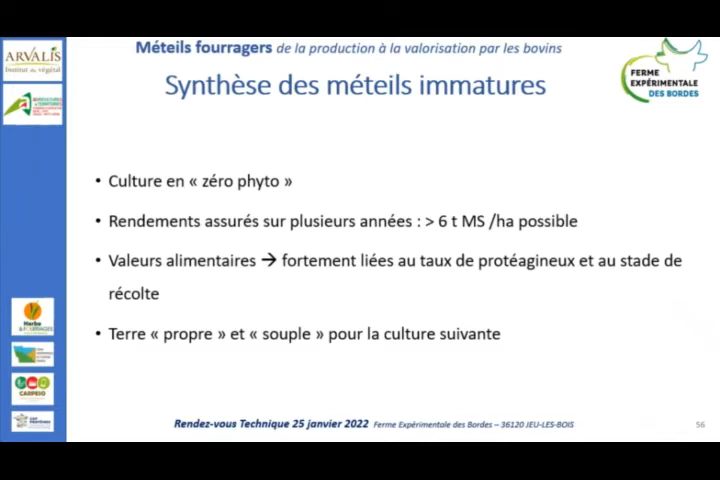 ARVALIS
Institut du végétal
Méteils fourragers de la production à la valorisation par les bovins
Synthèse des méteils immatures
FERME
EXPÉRIMENTALE
DES BORDES
• Culture en « zéro phyto »
• Rendements assurés sur plusieurs années : > 6 t MS /ha possible
• Valeurs alimentaires → fortement liées au taux de protéagineux et au stade de
récolte
• Terre « propre » et « souple » pour la culture suivante
Herbe
& FOURRAGES
CARPESO
Rendez-vous Technique 25 janvier 2022 Ferme Expérimentale des Bordes – 36120 JEU-LES-BOIS
56